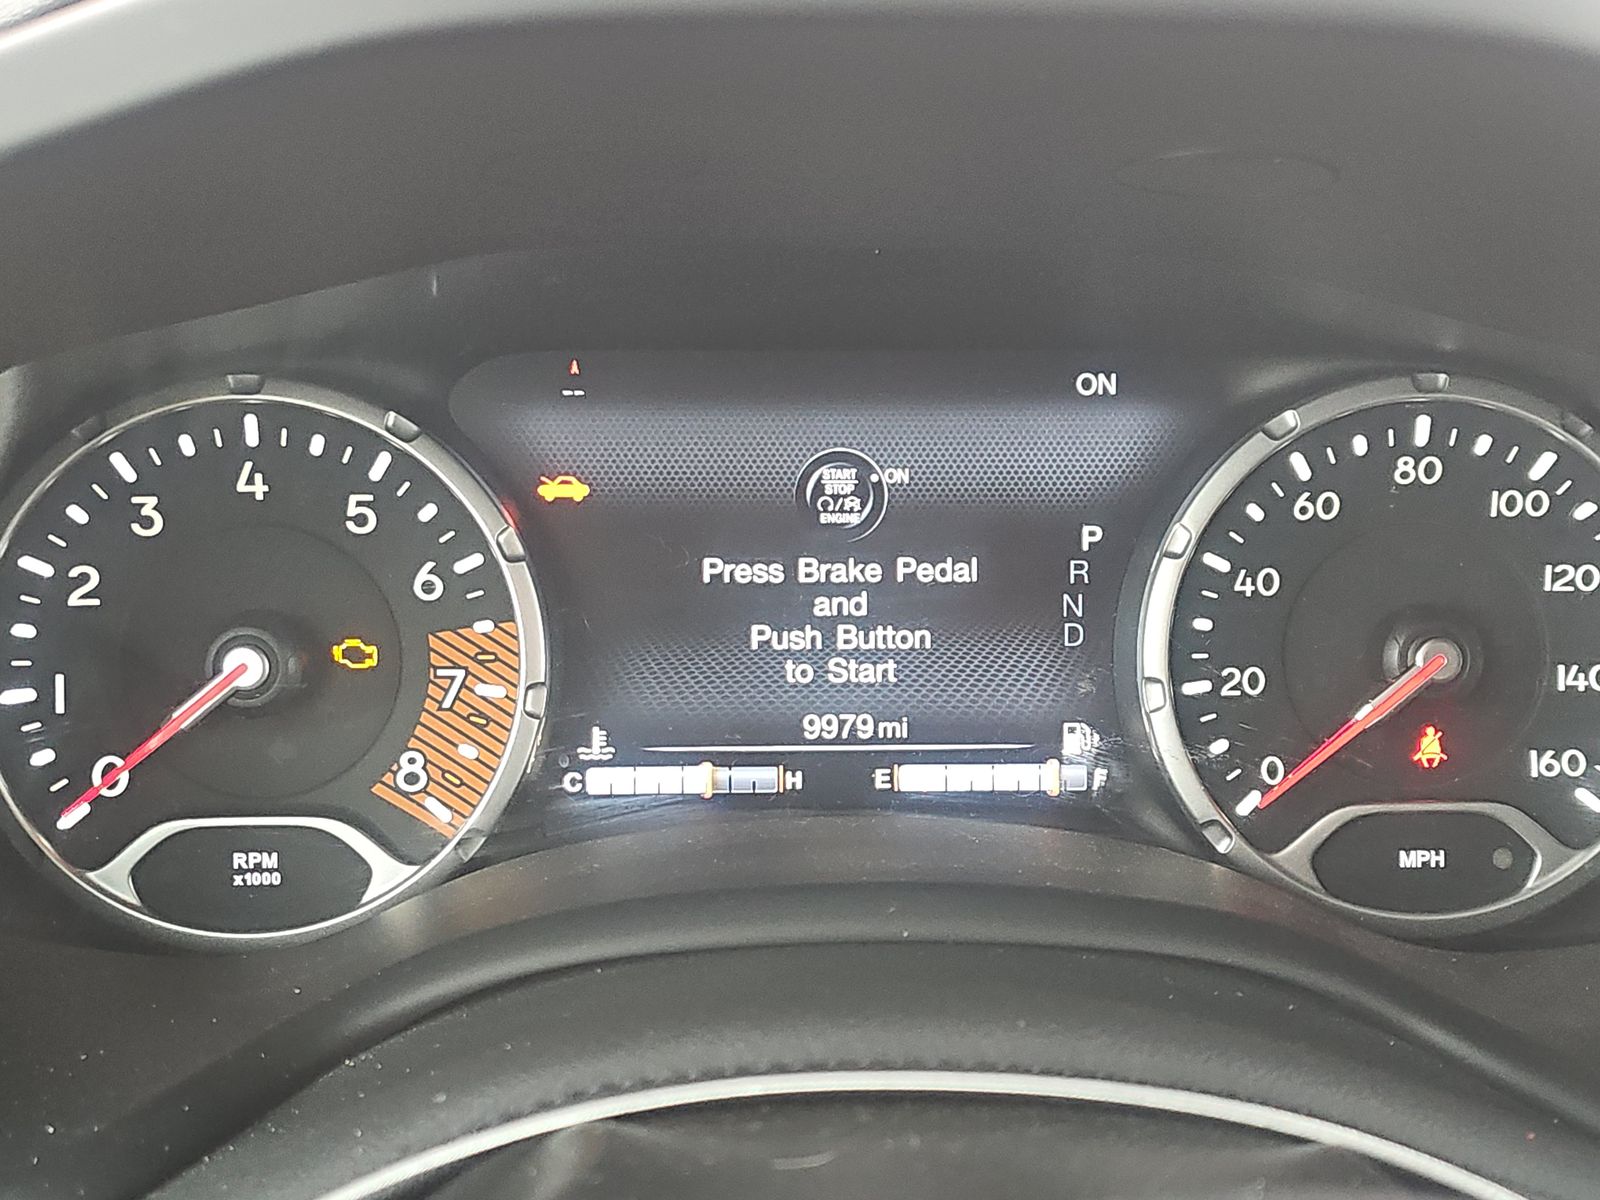 ON
START
STOP
ENGINE
ON
Press Brake Pedal
and
Push Button
to Start
P
R
N
D
9979 mi
C H
E F
0
1
2
3
4
5
6
7
8
RPM
x1000
0
20
40
60
80
100
120
140
160
MPH